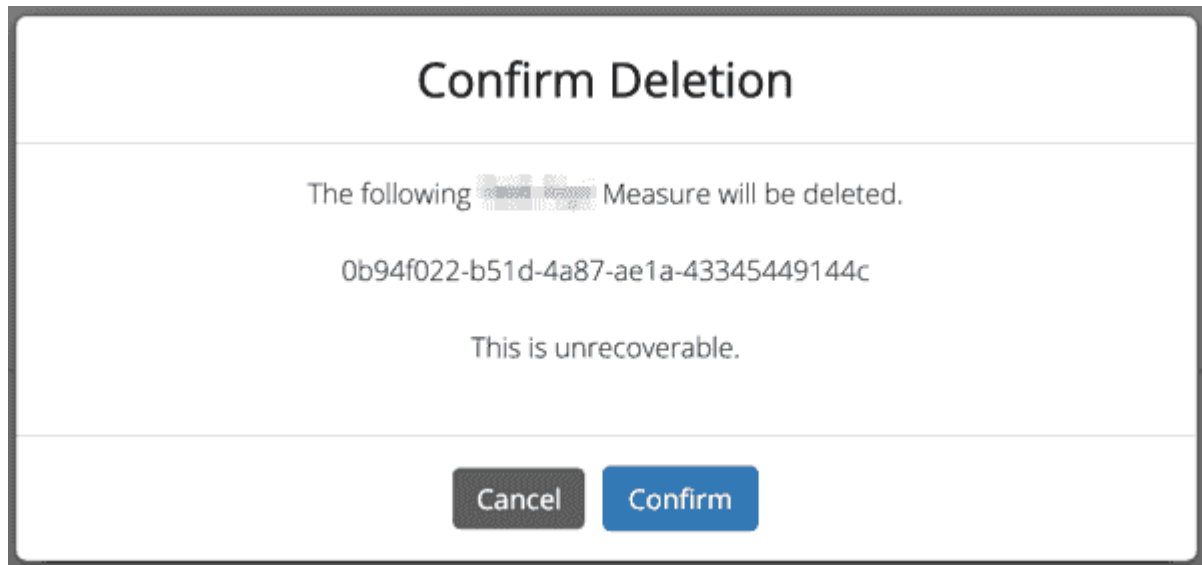 Confirm Deletion
The following Measure will be deleted.
0b94f022-b51d-4a87-ae1a-43345449144c
This is unrecoverable.
Cancel
Confirm